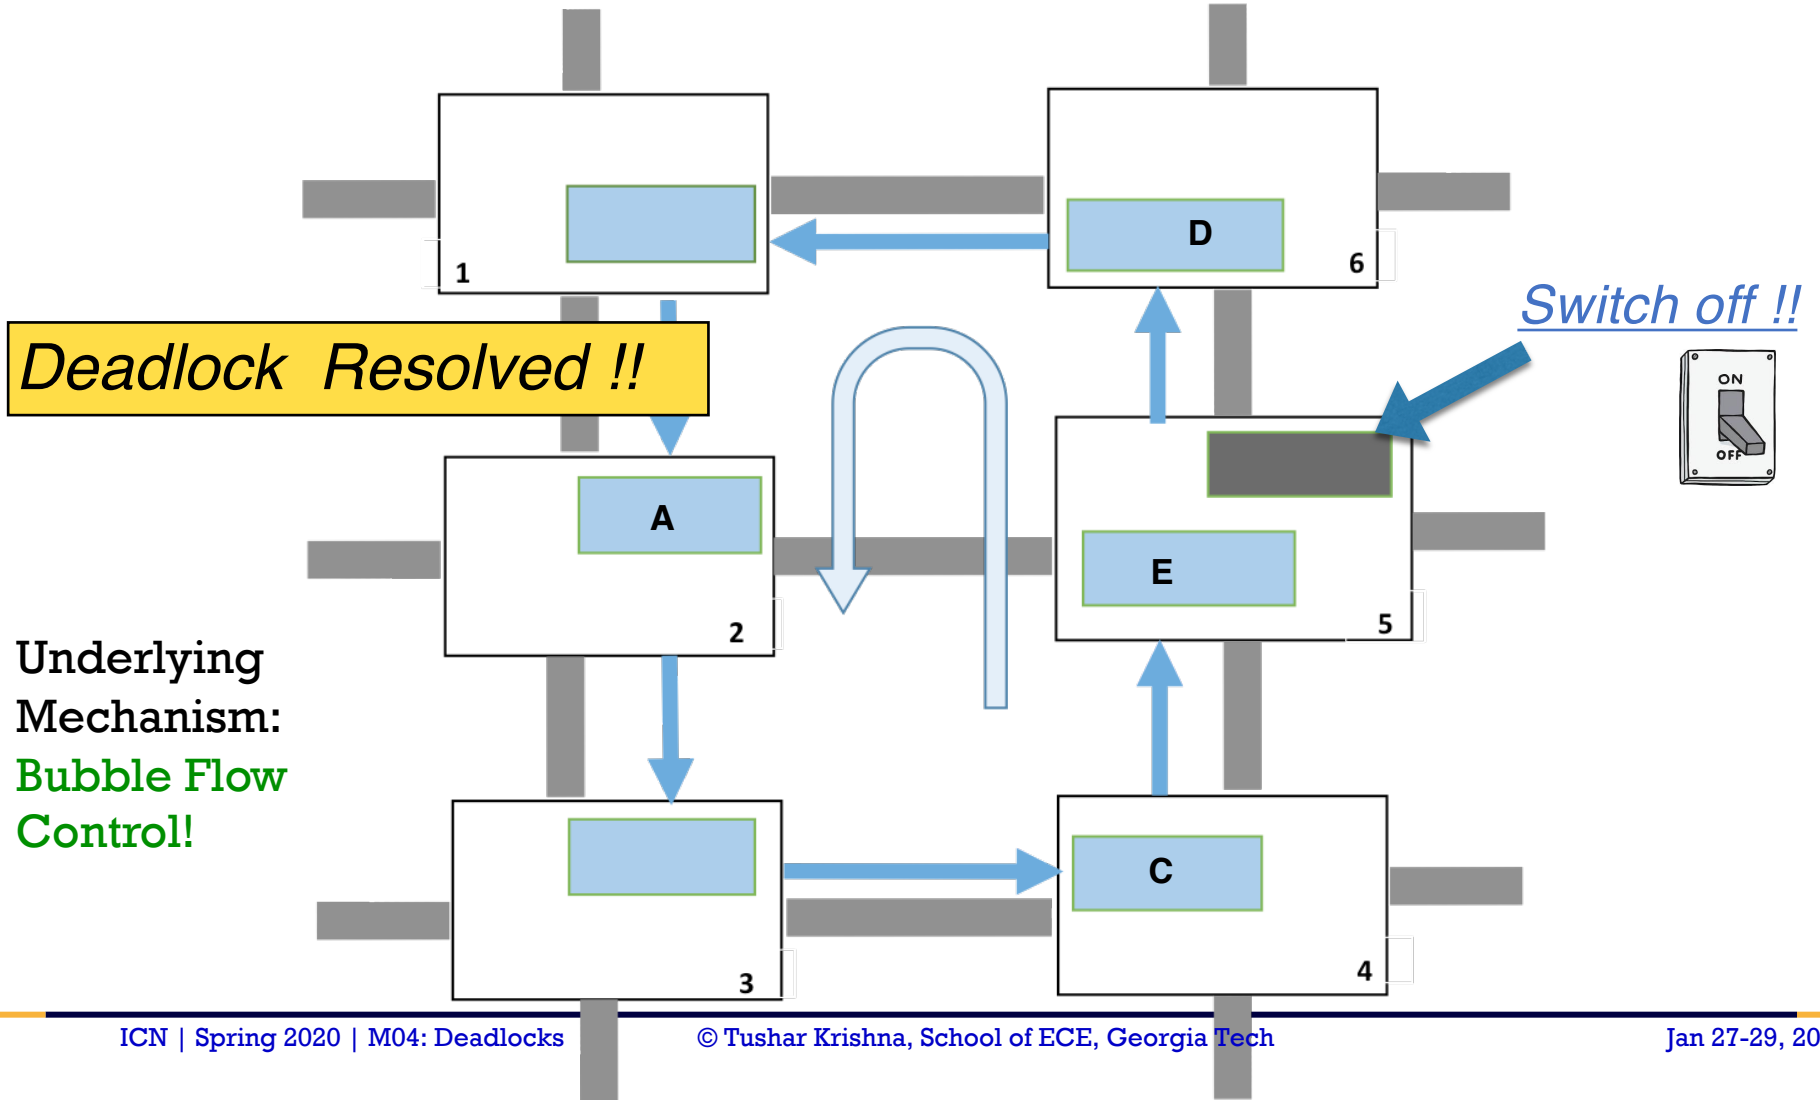 D
1
6
Switch off !!
Deadlock Resolved !!
ON
OFF
A
E
2
5
Underlying
Mechanism:
Bubble Flow
Control!
C
3
4
ICN | Spring 2020 | M04: Deadlocks
© Tushar Krishna, School of ECE, Georgia Tech
Jan 27-29, 20